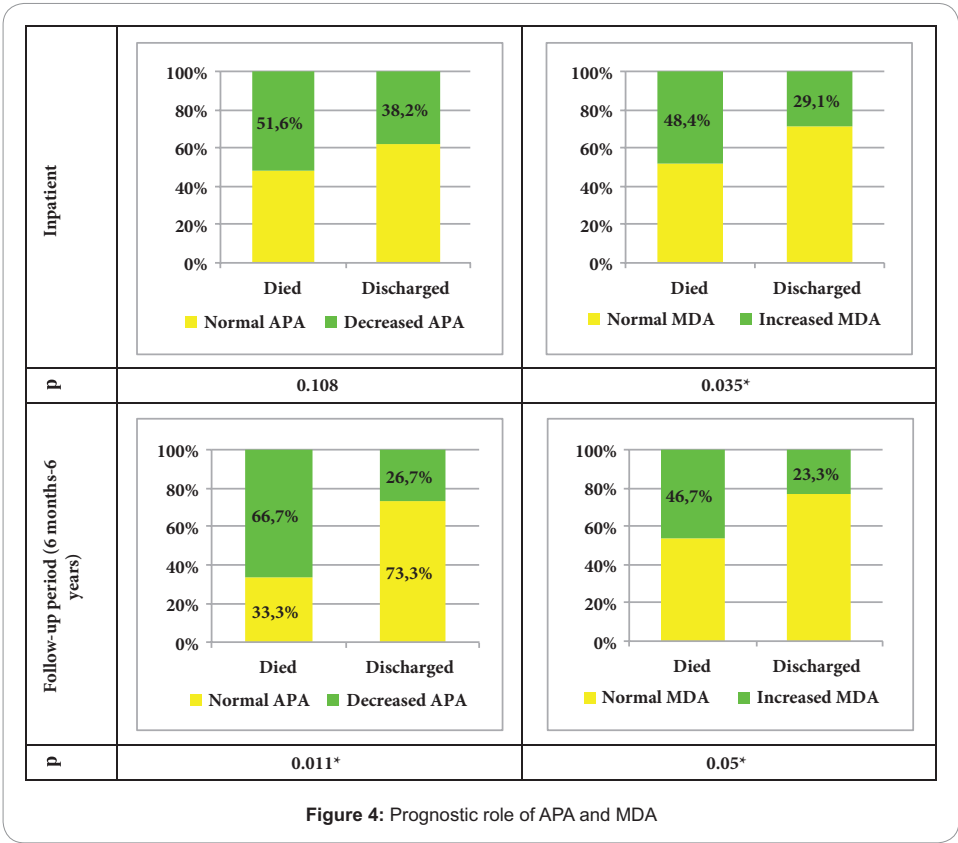 Inpatient
100%
80%
60%
40%
20%
0%
51,6%
38,2%
Died Discharged
Normal APA Decreased APA
100%
80%
60%
40%
20%
0%
48,4%
29,1%
Died Discharged
Normal MDA Increased MDA
p 0.108 0.035*
Follow-up period (6 months-6
years)
100%
80%
60%
40%
20%
0%
66,7%
33,3%
26,7%
73,3%
Died Discharged
Normal APA Decreased APA
100%
80%
60%
40%
20%
0%
46,7%
23,3%
Died Discharged
Normal MDA Increased MDA
p 0.011* 0.05*
Figure 4: Prognostic role of APA and MDA